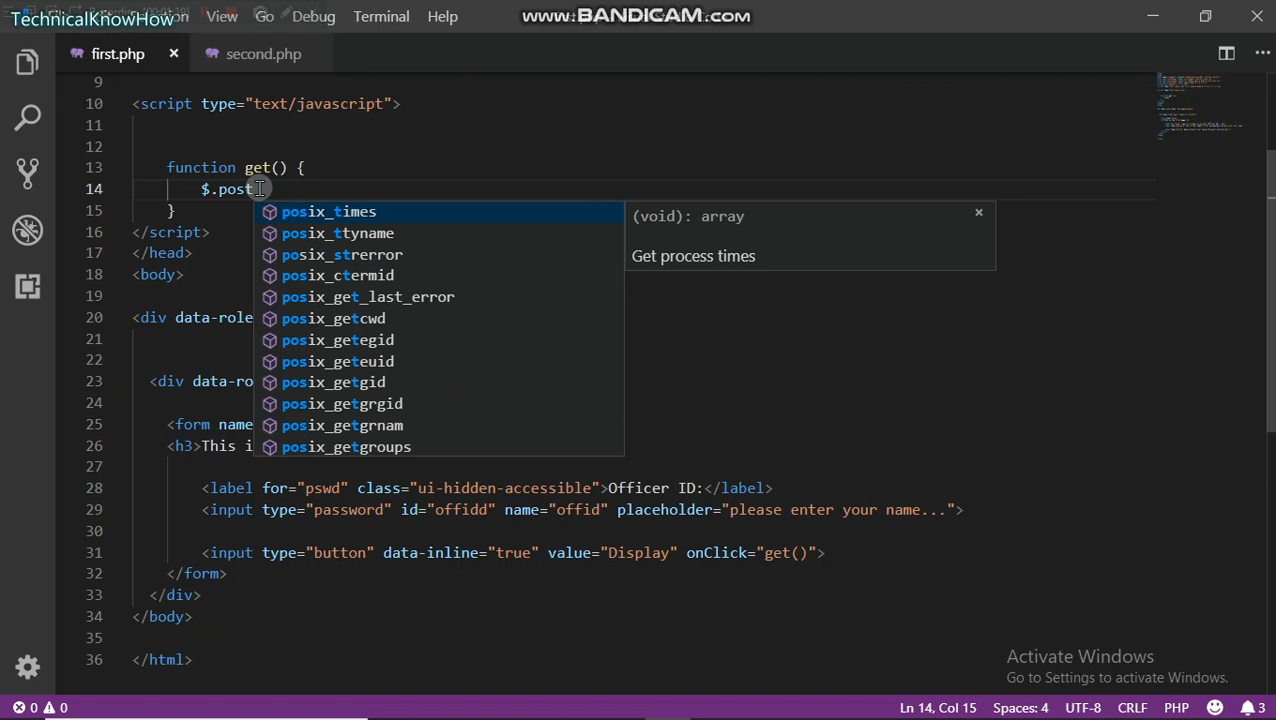 TechnicalKnowHow View Go Debug Terminal Help www.BANDICAM.com
first.php × second.php
9
10 <script type="text/javascript">
11
12
13 function get() {
14 $.post
15 }
16 </script>
17 </head>
18 <body>
19
20 <div data-role
21
22
23 <div data-ro
24
25 <form name
26 <h3>This i
27
28 <label for="pswd" class="ui-hidden-accessible">Officer ID:</label>
29 <input type="password" id="offidd" name="offid" placeholder="please enter your name...">
30
31 <input type="button" data-inline="true" value="Display" onClick="get()">
32 </form>
33 </div>
34 </body>
35
36 </html>
posix_times
posix_ttyname
posix_strerror
posix_ctermid
posix_get_last_error
posix_getcwd
posix_getegid
posix_geteuid
posix_getgid
posix_getgrgid
posix_getgrnam
posix_getgroups
(void): array ×
Get process times
Activate Windows
Go to Settings to activate Windows.
0 0 Ln 14, Col 15 Spaces: 4 UTF-8 CRLF PHP 3